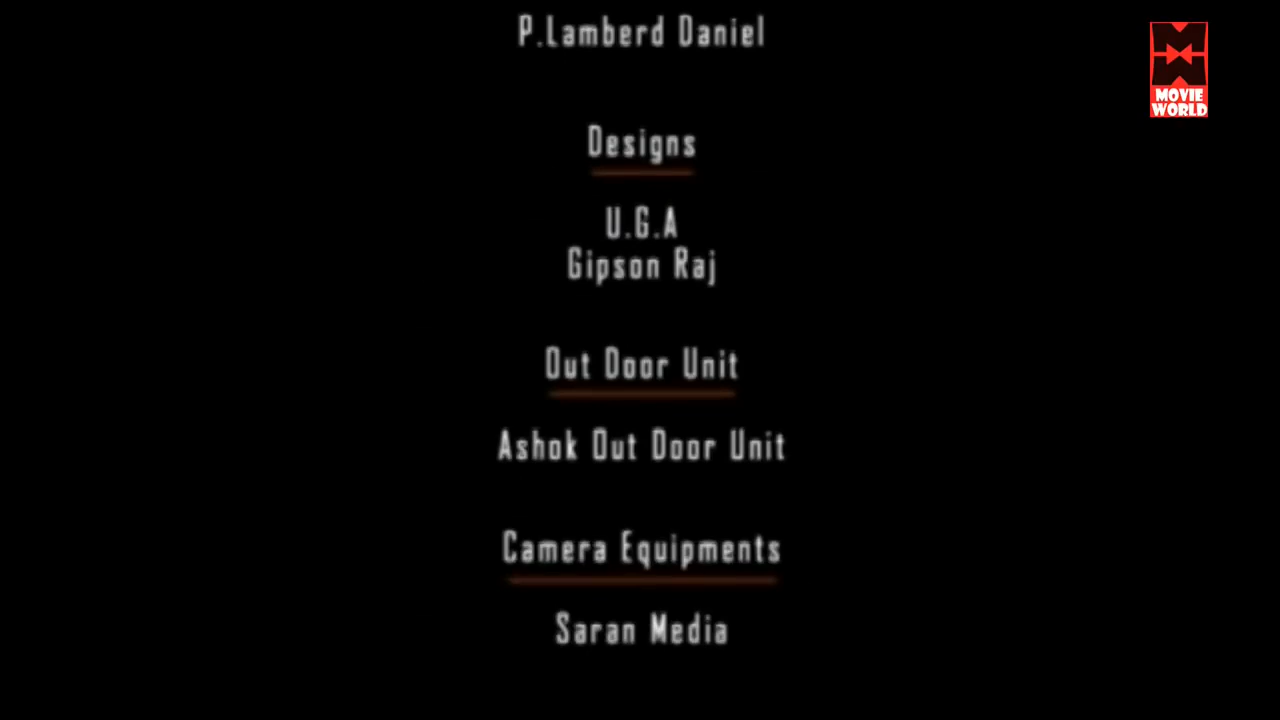 P.Lamberd Daniel
Designs
U.G.A
Gipson Raj
Out Door Unit
Ashok Out Door Unit
Camera Equipments
Saran Media
MOVIE
WORLD